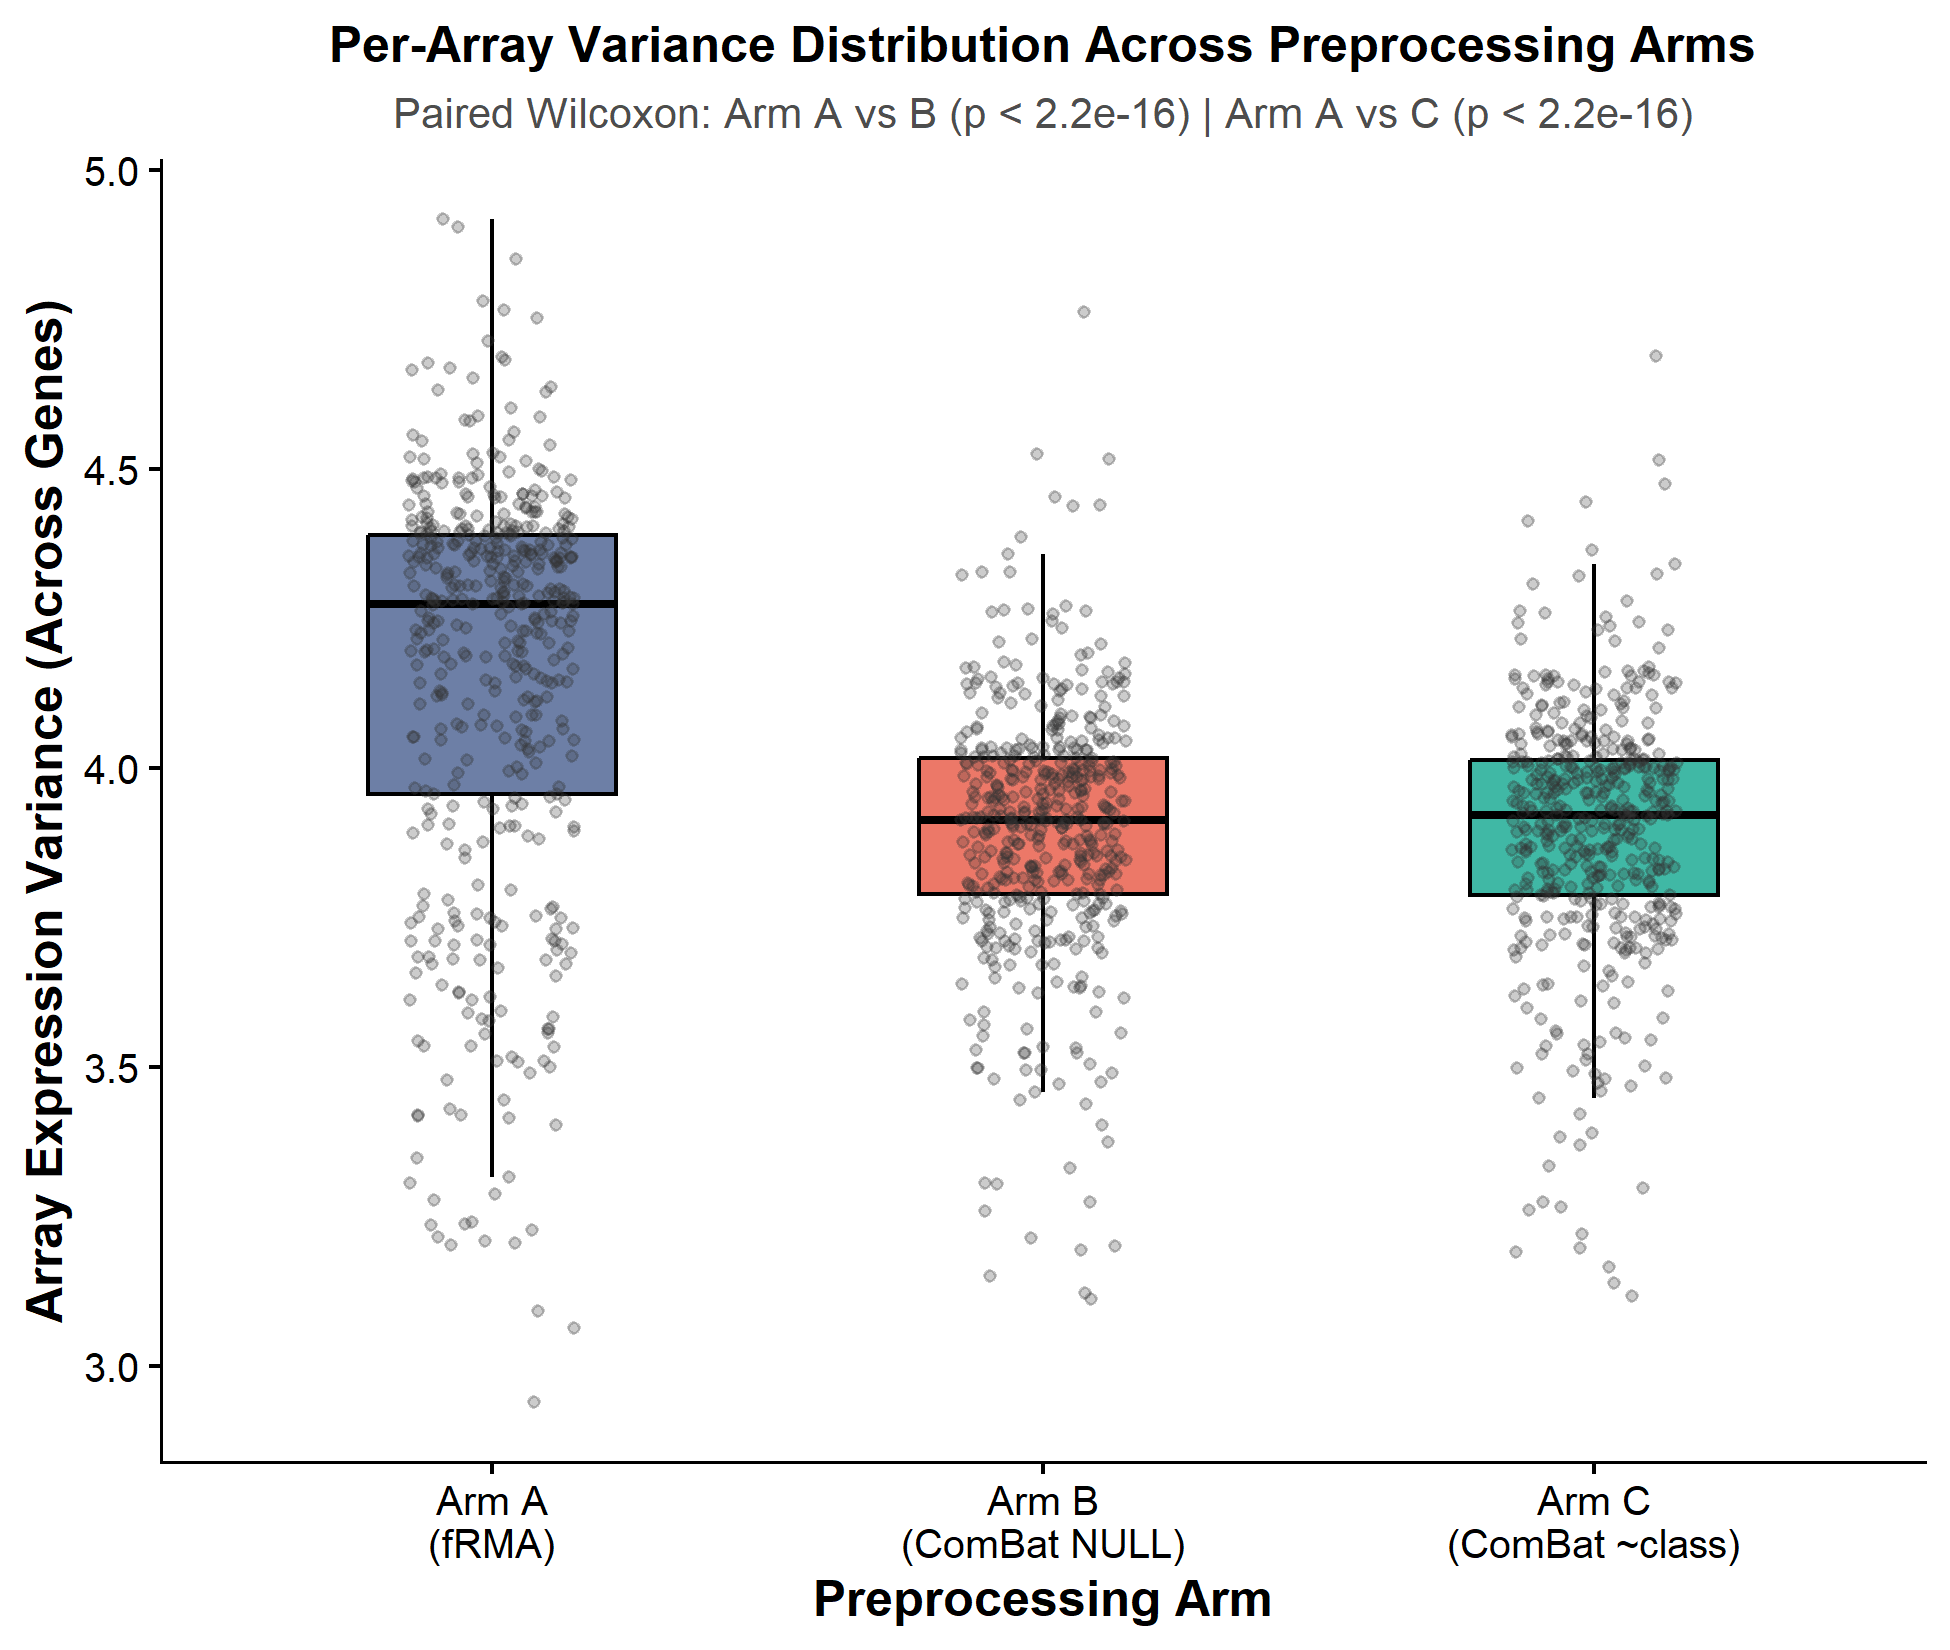 Per-Array Variance Distribution Across Preprocessing Arms
Paired Wilcoxon: Arm A vs B (p < 2.2e-16) | Arm A vs C (p < 2.2e-16)
Array Expression Variance (Across Genes)
5.0
4.5
4.0
3.5
3.0
Arm A
(fRMA)
Arm B
(ComBat NULL)
Arm C
(ComBat ~class)
Preprocessing Arm